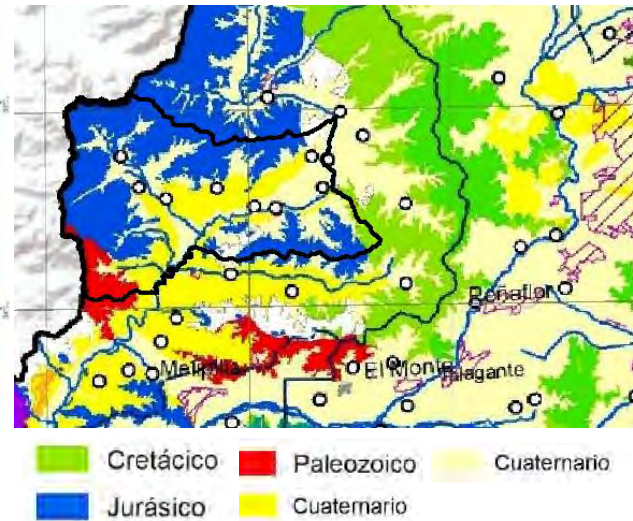 Peñaflor
Melipilla
El Monte
Talagante
Cretácico
Paleozoico
Cuaternario
Jurásico
Cuaternario